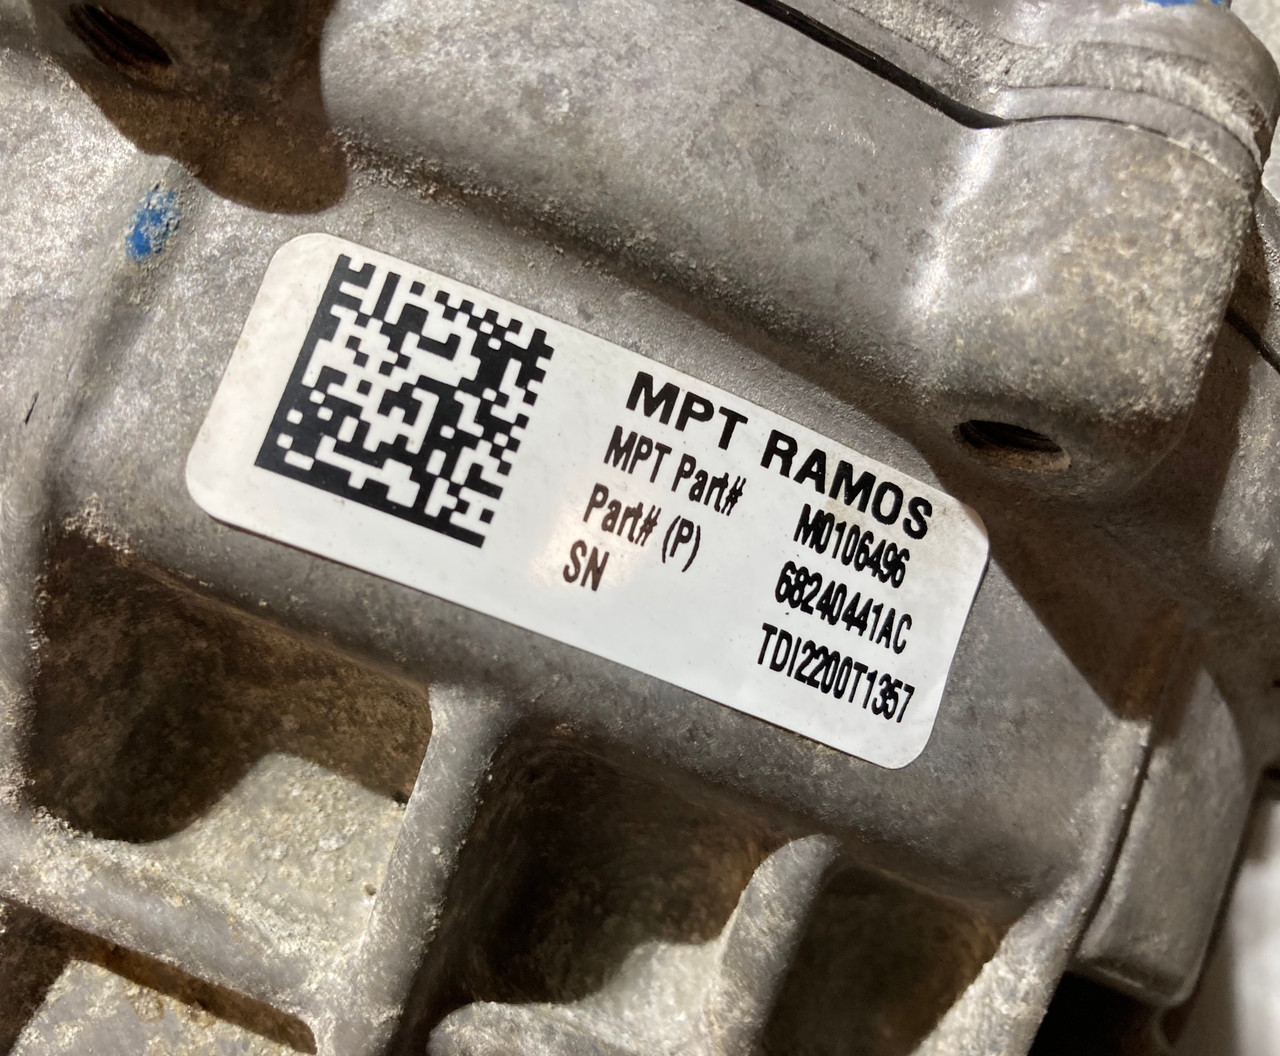 MPT RAMOS
MPT Part# M0106496
Part# (P) 68240441AC
SN TDI2200T1357